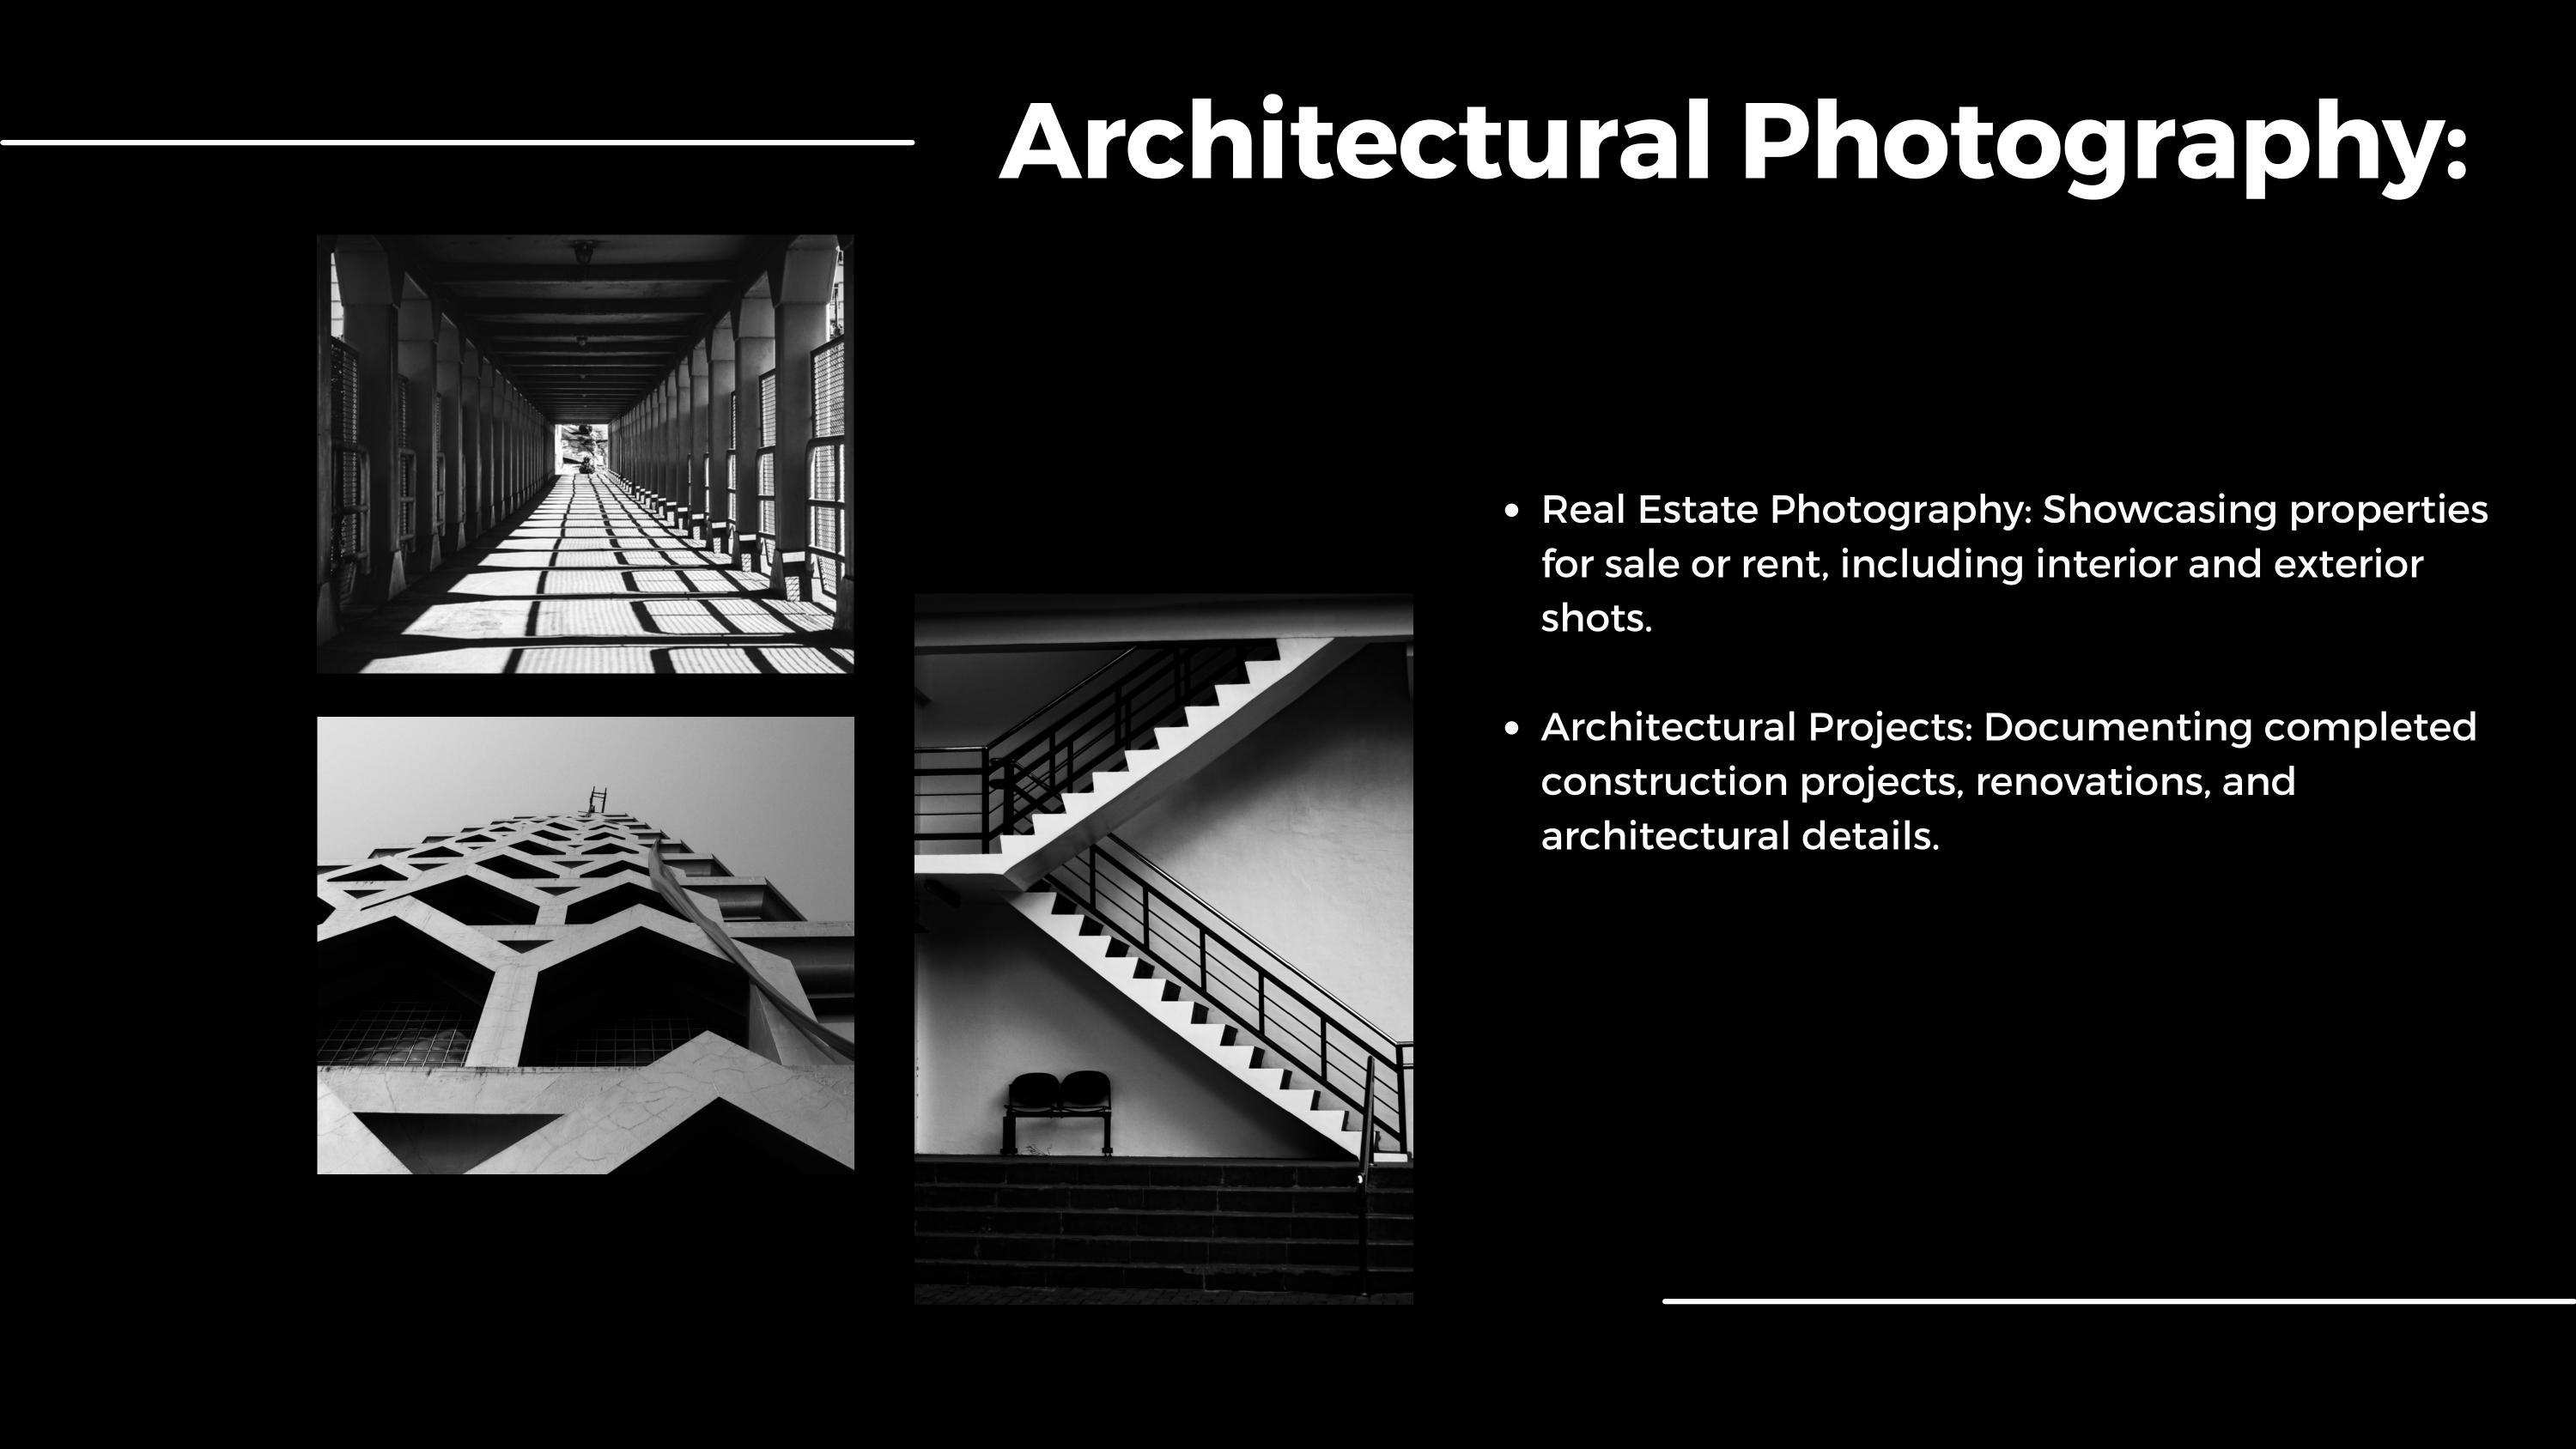 Architectural Photography:
• Real Estate Photography: Showcasing properties
for sale or rent, including interior and exterior
shots.
• Architectural Projects: Documenting completed
construction projects, renovations, and
architectural details.